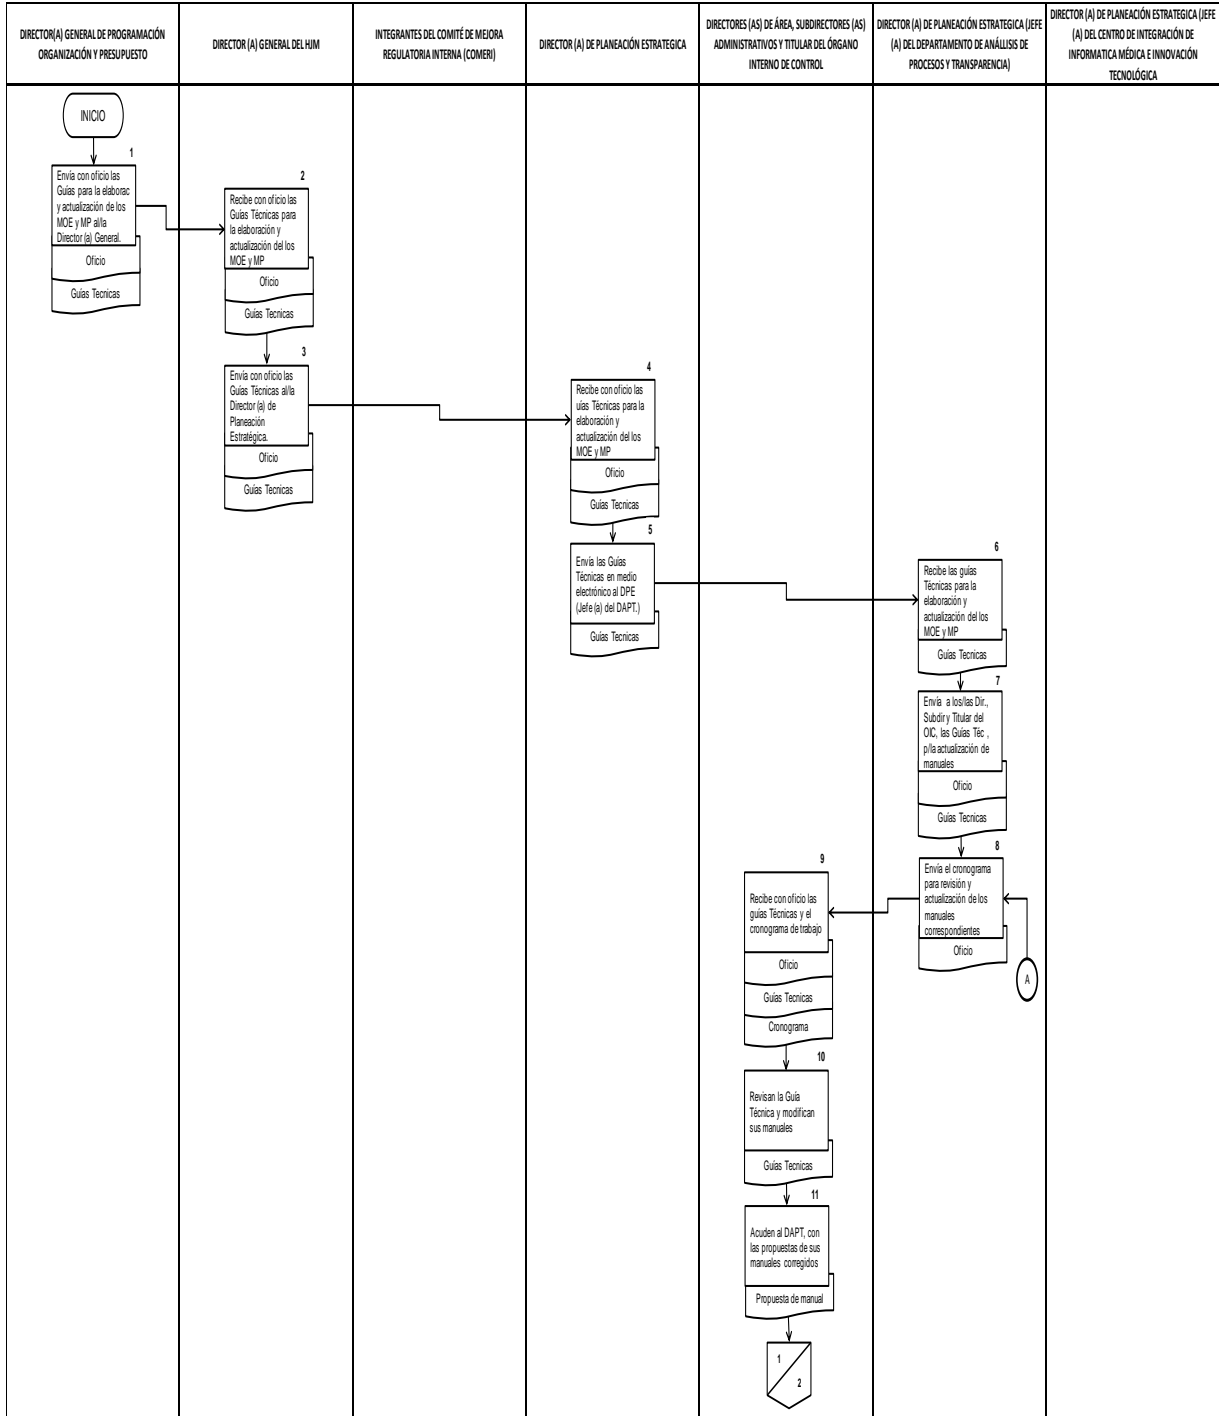 DIRECTOR(A) GENERAL DE PROGRAMACIÓN
ORGANIZACIÓN Y PRESUPUESTO
DIRECTOR (A) GENERAL DEL HJM
INTEGRANTES DEL COMITÉ DE MEJORA
REGULATORIA INTERNA (COMERI)
DIRECTOR (A) DE PLANEACIÓN ESTRATEGICA
DIRECTORES (AS) DE ÁREA, SUBDIRECTORES (AS)
ADMINISTRATIVOS Y TITULAR DEL ÓRGANO
INTERNO DE CONTROL
DIRECTOR (A) DE PLANEACIÓN ESTRATEGICA (JEFE
(A) DEL DEPARTAMENTO DE ANÁLLISIS DE
PROCESOS Y TRANSPARENCIA)
DIRECTOR (A) DE PLANEACIÓN ESTRATEGICA (JEFE
(A) DEL CENTRO DE INTEGRACIÓN DE
INFORMATICA MÉDICA E INNOVACIÓN
TECNOLÓGICA
INICIO
1
Envía con oficio las
Guías para la elaborac
y actualización de los
MOE y MP al/la
Director (a) General.
Oficio
Guías Tecnicas
2
Recibe con oficio las
Guías Técnicas para
la elaboración y
actualización del los
MOE y MP
Oficio
Guías Tecnicas
3
Envía con oficio las
Guías Técnicas al/la
Director (a) de
Planeación
Estratégica.
Oficio
Guías Tecnicas
4
Recibe con oficio las
uías Técnicas para la
elaboración y
actualización del los
MOE y MP
Oficio
Guías Tecnicas
5
Envía las Guías
Técnicas en medio
electrónico al DPE
(Jefe (a) del DAPT.)
Guías Tecnicas
6
Recibe las guías
Técnicas para la
elaboración y
actualización del los
MOE y MP
Guías Tecnicas
7
Envía a los/las Dir.,
Subdir y Titular del
OIC, las Guías Téc ,
p/la actualización de
manuales
Oficio
Guías Tecnicas
8
Envía el cronograma
para revisión y
actualización de los
manuales
correspondientes
Oficio
A
9
Recibe con oficio las
guías Técnicas y el
cronograma de trabajo
Oficio
Guías Tecnicas
Cronograma
10
Revisan la Guía
Técnica y modifican
sus manuales
Guías Tecnicas
11
Acuden al DAPT, con
las propuestas de sus
manuales corregidos
Propuesta de manual
1
2